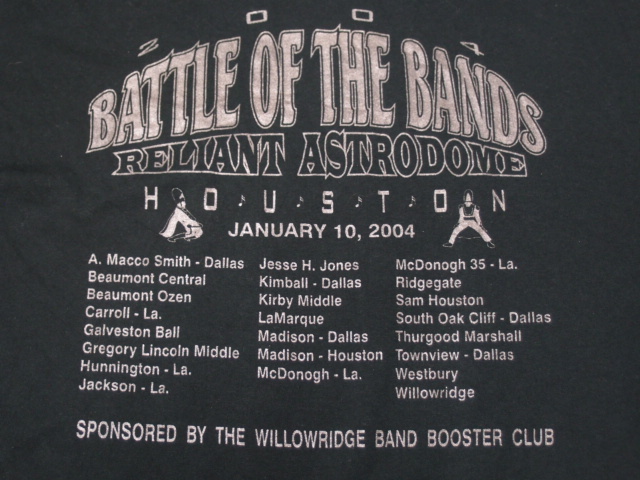 2004
BATTLE OF THE BANDS
RELIANT ASTRODOME
HOUSTON
JANUARY 10, 2004
A. Macco Smith - Dallas
Beaumont Central
Beaumont Ozen
Carroll - La.
Galveston Ball
Gregory Lincoln Middle
Hunnington - La.
Jackson - La.
Jesse H. Jones
Kimball - Dallas
Kirby Middle
LaMarque
Madison - Dallas
Madison - Houston
McDonogh - La.
McDonogh 35 - La.
Ridgegate
Sam Houston
South Oak Cliff - Dallas
Thurgood Marshall
Townview - Dallas
Westbury
Willowridge
SPONSORED BY THE WILLOWRIDGE BAND BOOSTER CLUB